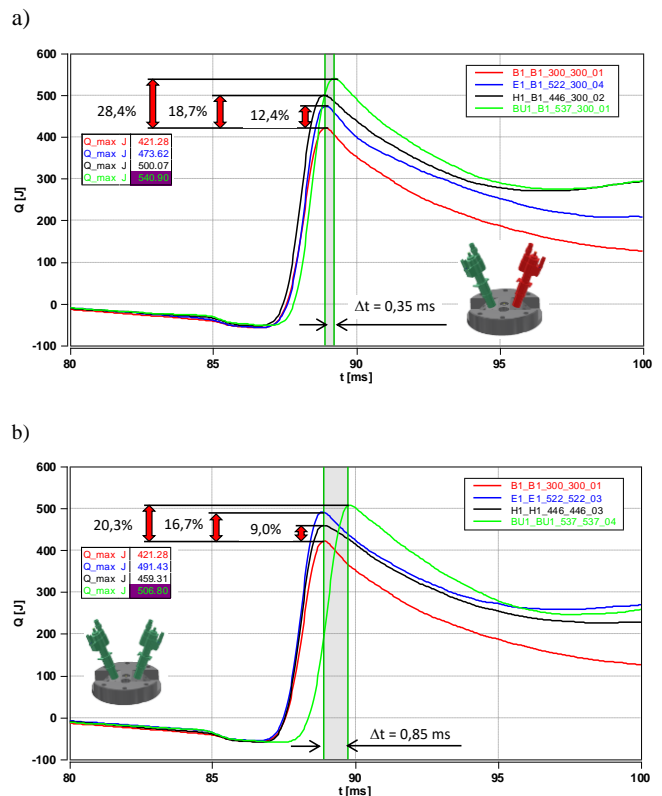 a)
600
500
400
300
200
100
0
-100
Q [J]
28,4%
18,7%
12,4%
Q_max J 421.28
Q_max J 473.62
Q_max J 500.07
Q_max J 540.90
B1_B1_300_300_01
E1_B1_522_300_04
H1_B1_446_300_02
BU1_B1_537_300_01
Δt = 0,35 ms
80 85 90 95 100
t [ms]
b)
600
500
400
300
200
100
0
-100
Q [J]
20,3%
16,7%
9,0%
Q_max J 421.28
Q_max J 491.43
Q_max J 459.31
Q_max J 506.80
B1_B1_300_300_01
E1_E1_522_522_03
H1_H1_446_446_03
BU1_BU1_537_537_04
Δt = 0,85 ms
80 85 90 95 100
t [ms]